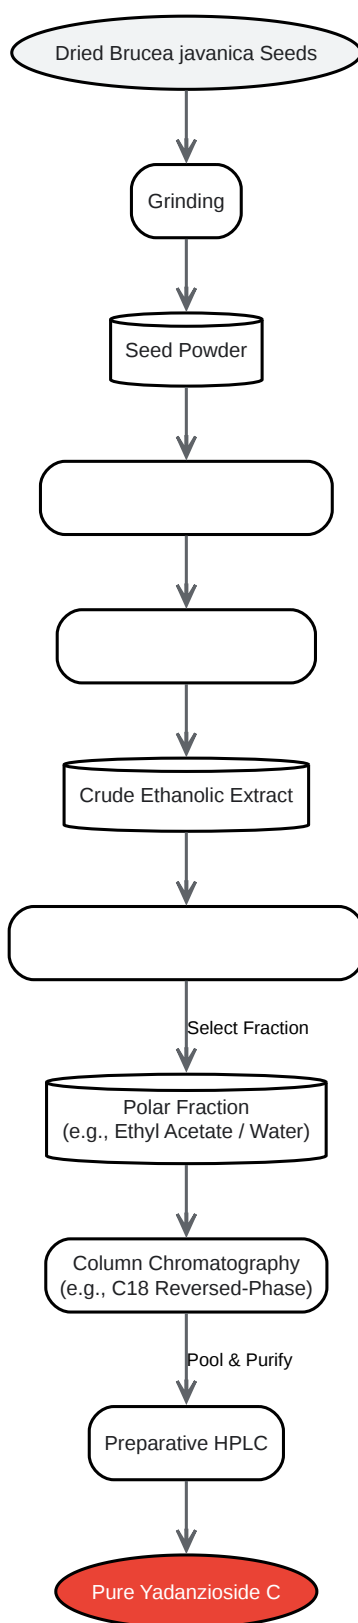 Dried Brucea javanica Seeds
Grinding
Seed Powder
Crude Ethanolic Extract
Select Fraction
Polar Fraction
(e.g., Ethyl Acetate / Water)
Column Chromatography
(e.g., C18 Reversed-Phase)
Pool & Purify
Preparative HPLC
Pure Yadanzioside C